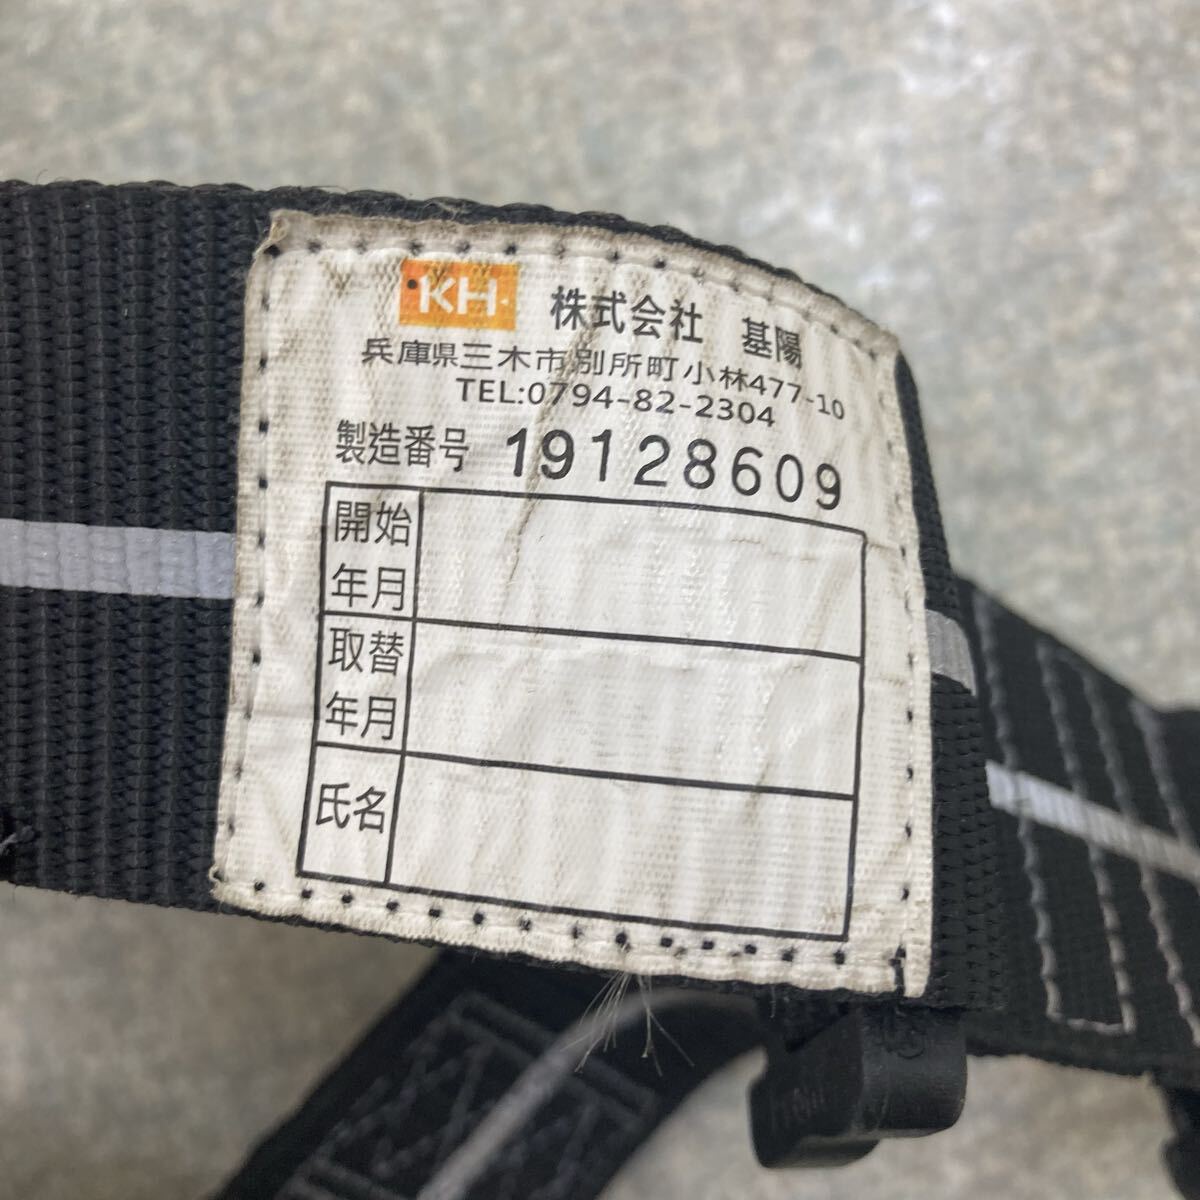 KH 株式会社 基陽
兵庫県三木市別所町小林477-10
TEL:0794-82-2304
製造番号 19128609
開始
年月
取替
年月
氏名